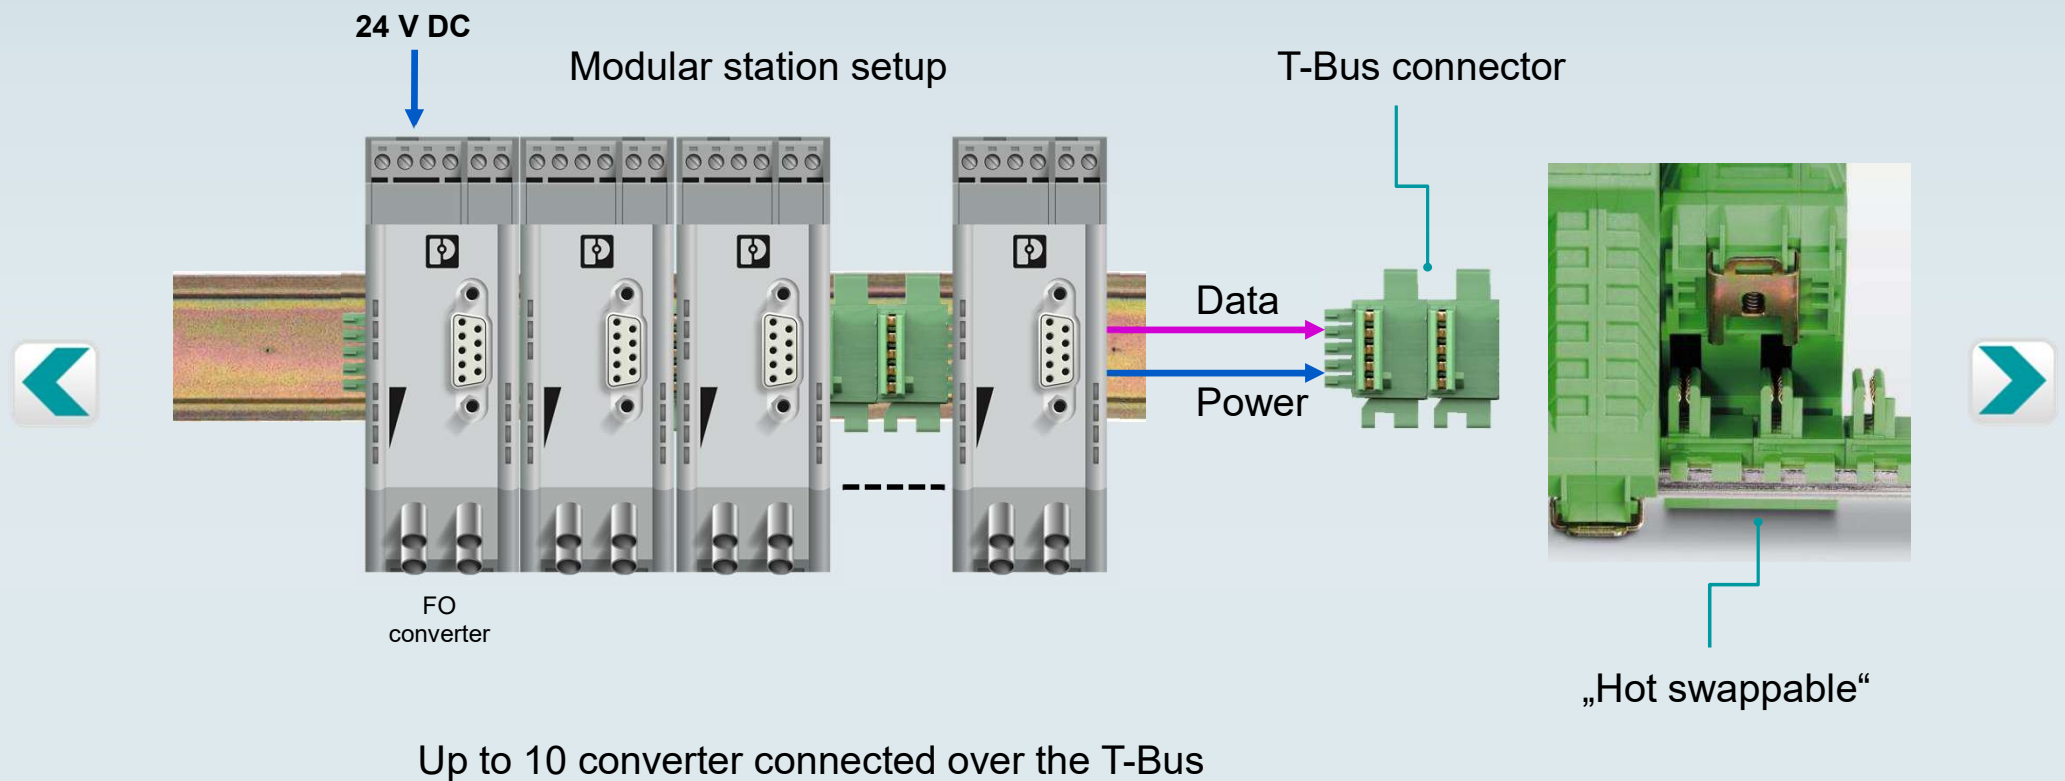 24 V DC
Modular station setup
T-Bus connector
Data
Power
FO
converter
„Hot swappable“
Up to 10 converter connected over the T-Bus